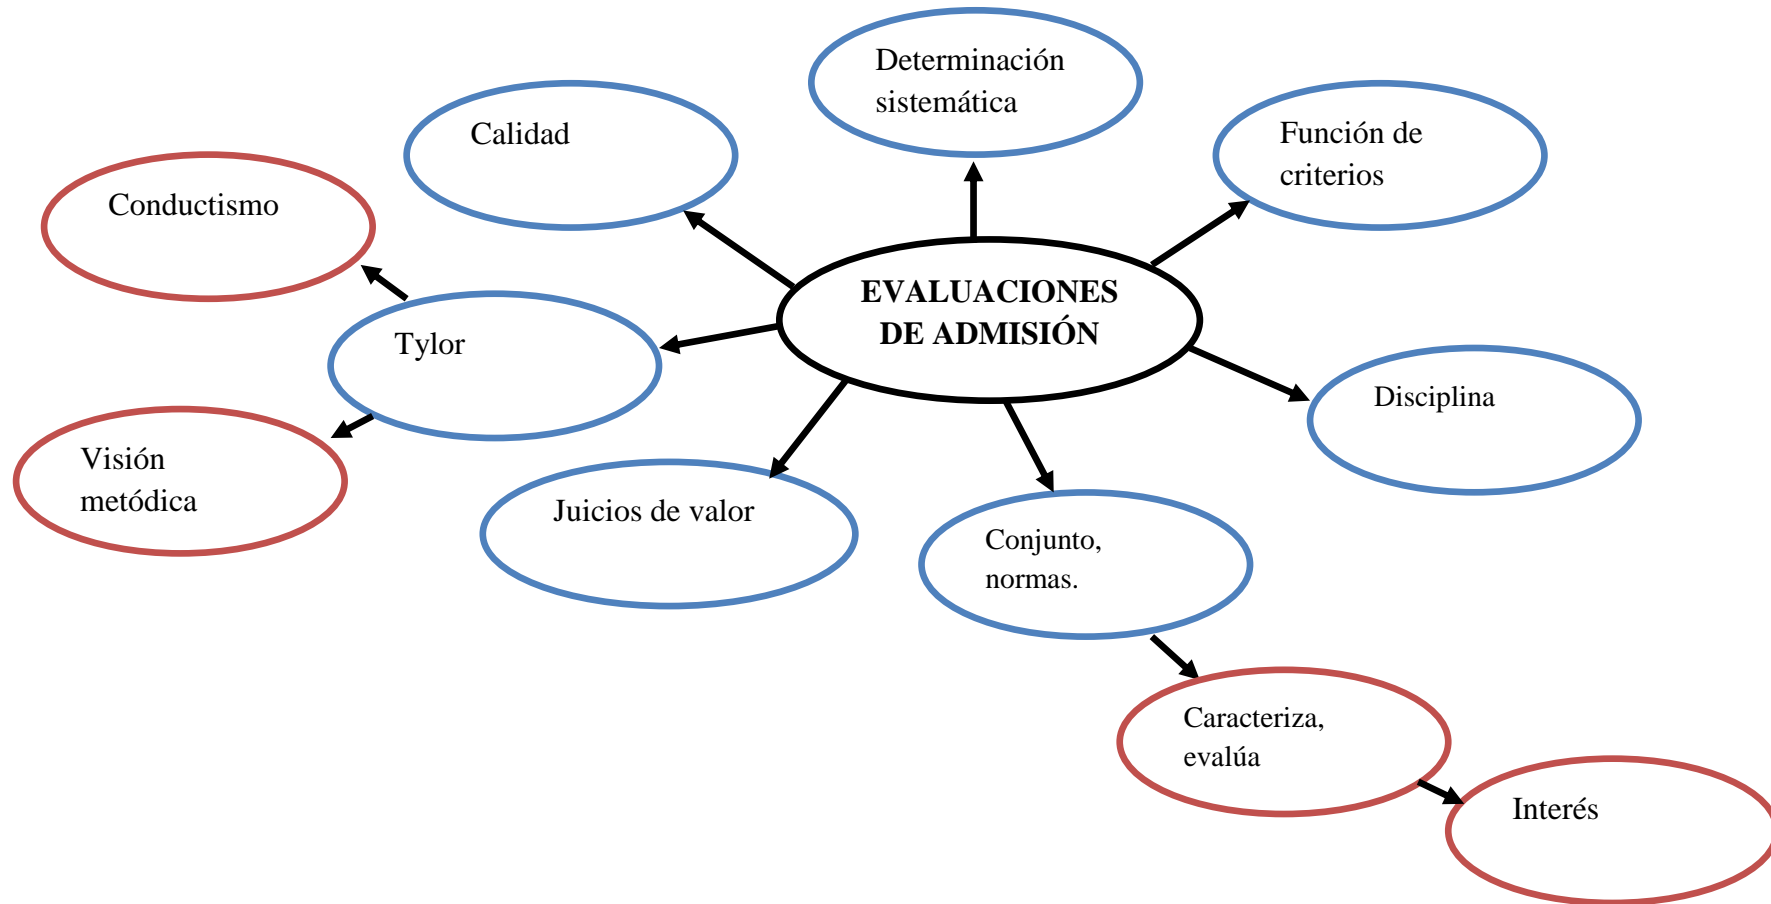 Determinación
sistemática
Calidad
Función de
criterios
Conductismo
EVALUACIONES
DE ADMISIÓN
Tylor
Disciplina
Visión
metódica
Juicios de valor
Conjunto,
normas.
Caracteriza,
evalúa
Interés